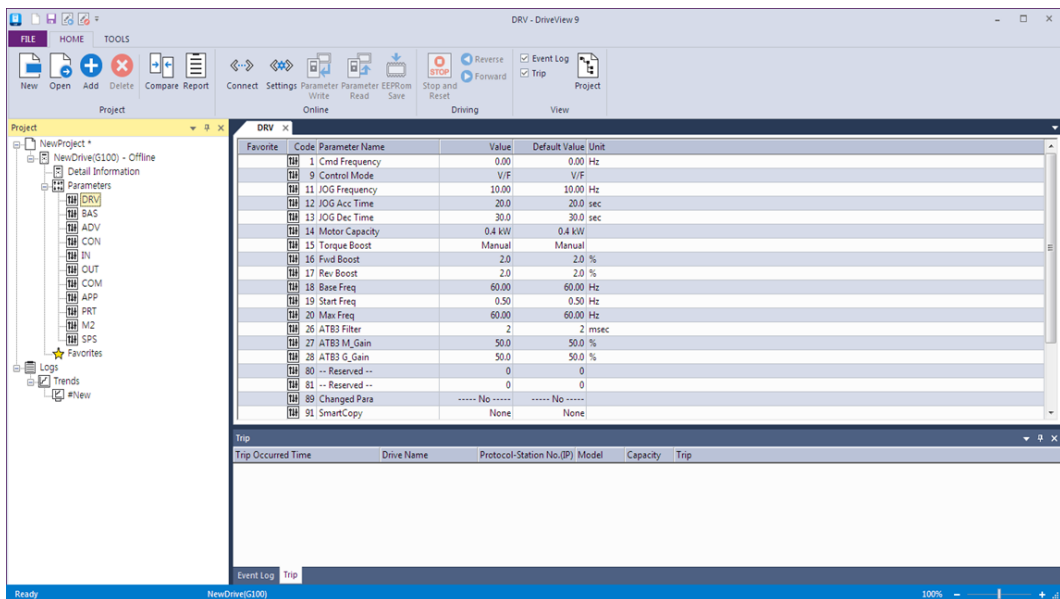 DRV - DriveView 9
FILE HOME TOOLS
New Open Add Delete Compare Report Connect Settings Parameter Write Parameter Read EEPRom Save STOP Stop and Reset Reverse Forward Event Log Trip Project
Project Online Driving View
Project
NewProject *
NewDrive(G100) - Offline
Detail Information
Parameters
DRV
BAS
ADV
CON
IN
OUT
COM
APP
PRT
M2
SPS
Favorites
Logs
Trends
#New
DRV
Favorite Code Parameter Name Value Default Value Unit
1 Cmd Frequency 0.00 0.00 Hz
9 Control Mode V/F V/F
11 JOG Frequency 10.00 10.00 Hz
12 JOG Acc Time 20.0 20.0 sec
13 JOG Dec Time 30.0 30.0 sec
14 Motor Capacity 0.4 kW 0.4 kW
15 Torque Boost Manual Manual
16 Fwd Boost 2.0 2.0 %
17 Rev Boost 2.0 2.0 %
18 Base Freq 60.00 60.00 Hz
19 Start Freq 0.50 0.50 Hz
20 Max Freq 60.00 60.00 Hz
26 ATB3 Filter 2 2 msec
27 ATB3 M_Gain 50.0 50.0 %
28 ATB3 G_Gain 50.0 50.0 %
80 -- Reserved -- 0 0
81 -- Reserved -- 0 0
89 Changed Para ----- No ----- ----- No -----
91 SmartCopy None None
Trip
Trip Occurred Time Drive Name Protocol-Station No.(IP) Model Capacity Trip
Event Log Trip
Ready NewDrive(G100) 100%